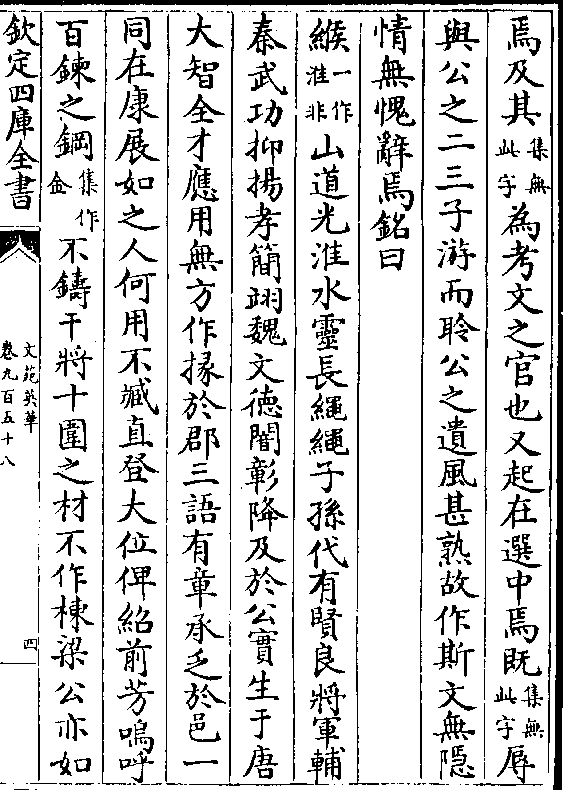 焉及其集無此字為考文之官也又起在選中焉既集無此字辱
與公之二三子游而聆公之遺風甚熟故作斯文無隱
情無愧辭焉銘曰
緱一作淮非山道光淮水靈長繩繩子孫代有賢良將軍輔
秦武功抑揚孝簡翊魏文德闇彰降及於公實生于唐
大智全才應用無方作掾於郡三語有章承乏於邑一
同在康展如之人何用不臧直登大位俾紹前芳嗚呼
百鍊之鋼集作金不鑄干將十圍之材不作棟梁公亦如
欽定四庫全書
文苑英華
卷九百五十八
四